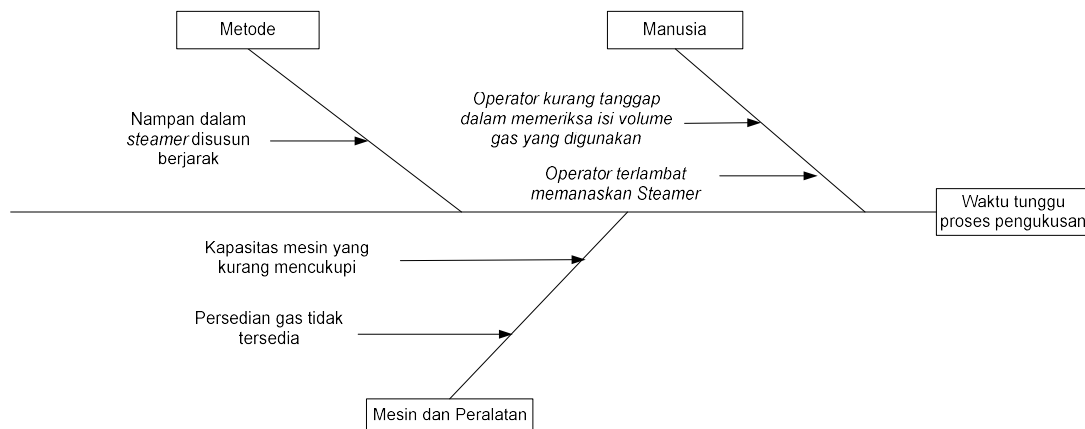 Metode
Manusia
Nampan dalam
steamer disusun
berjarak
Operator kurang tanggap
dalam memeriksa isi volume
gas yang digunakan
Operator terlambat
memanaskan Steamer
Waktu tunggu
proses pengukusan
Kapasitas mesin yang
kurang mencukupi
Persedian gas tidak
tersedia
Mesin dan Peralatan